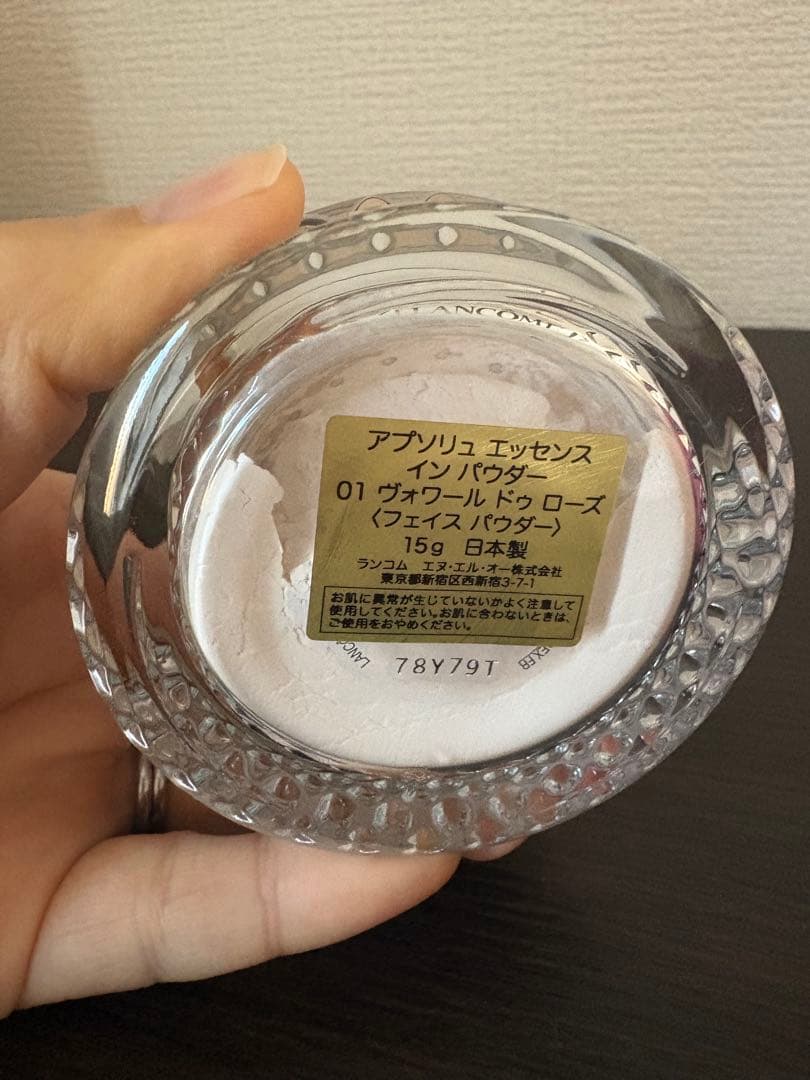 LANCOME
アプソリュ エッセンス
イン パウダー
01 ヴォワール ドゥ ローズ
〈フェイス パウダー〉
15g 日本製
ランコム エヌ・エル・オー株式会社
東京都新宿区西新宿3-7-1
お肌に異常が生じていないかよく注意して
使用してください。お肌に合わないときは、
ご使用をおやめください。
78Y79T